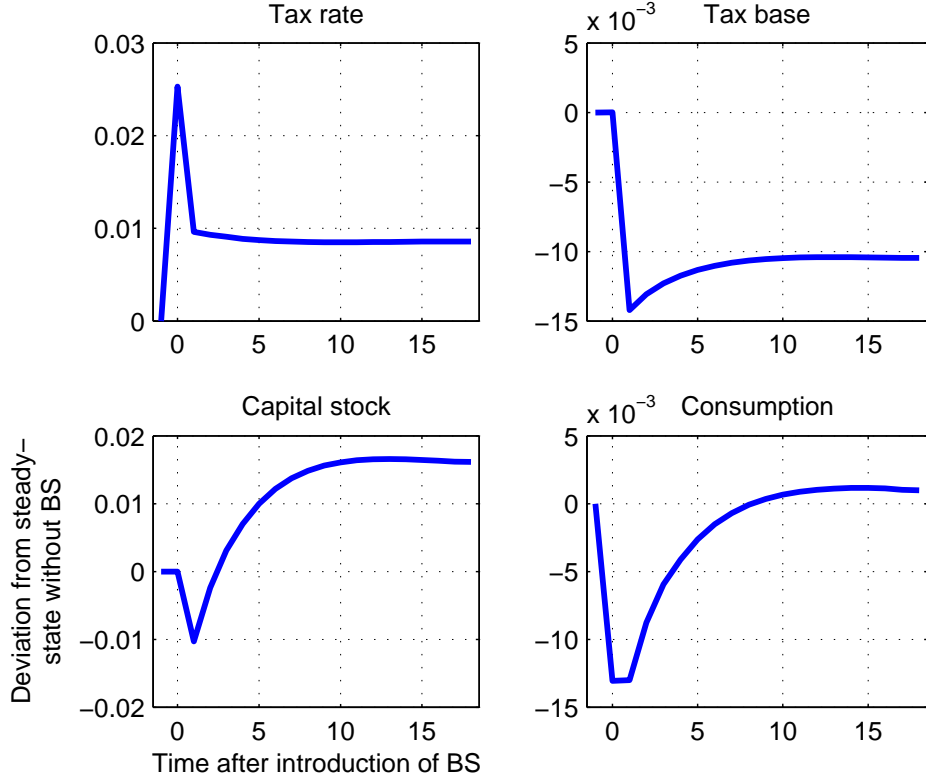 Tax rate
0.03
0.02
0.01
0
0 5 10 15
Tax base
x 10⁻³
5
0
−5
−10
−15
0 5 10 15
Capital stock
0.02
0.01
0
−0.01
−0.02
0 5 10 15
Deviation from steady−
state without BS
Time after introduction of BS
x 10⁻³ Consumption
5
0
−5
−10
−15
0 5 10 15